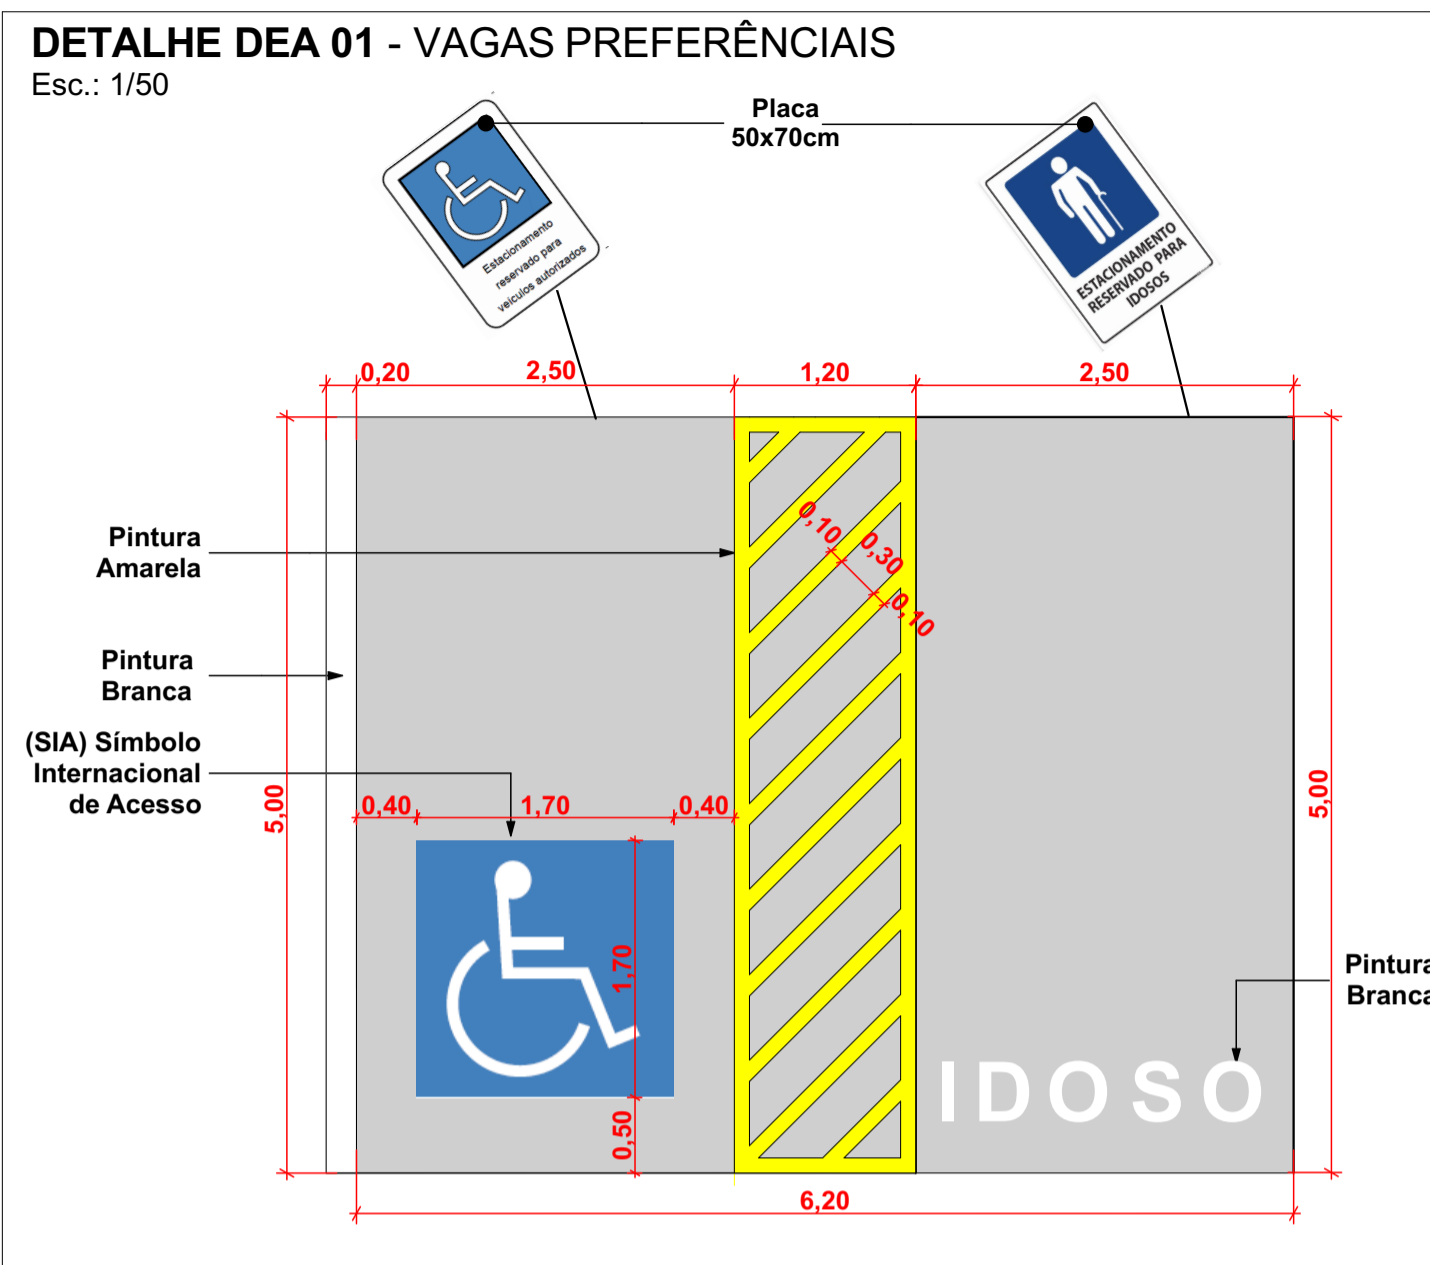 DETALHE DEA 01 - VAGAS PREFERÊNCIAIS
Esc.: 1/50
Placa
50x70cm
Estacionamento
reservado para
veículos autorizados
ESTACIONAMENTO
RESERVADO PARA
IDOSOS
0,20
2,50
1,20
2,50
Pintura
Amarela
0,10
0,30
0,10
Pintura
Branca
(SIA) Símbolo
Internacional
de Acesso
5,00
0,40
1,70
0,40
5,00
1,70
0,50
Pintura
Branca
IDOSO
6,20